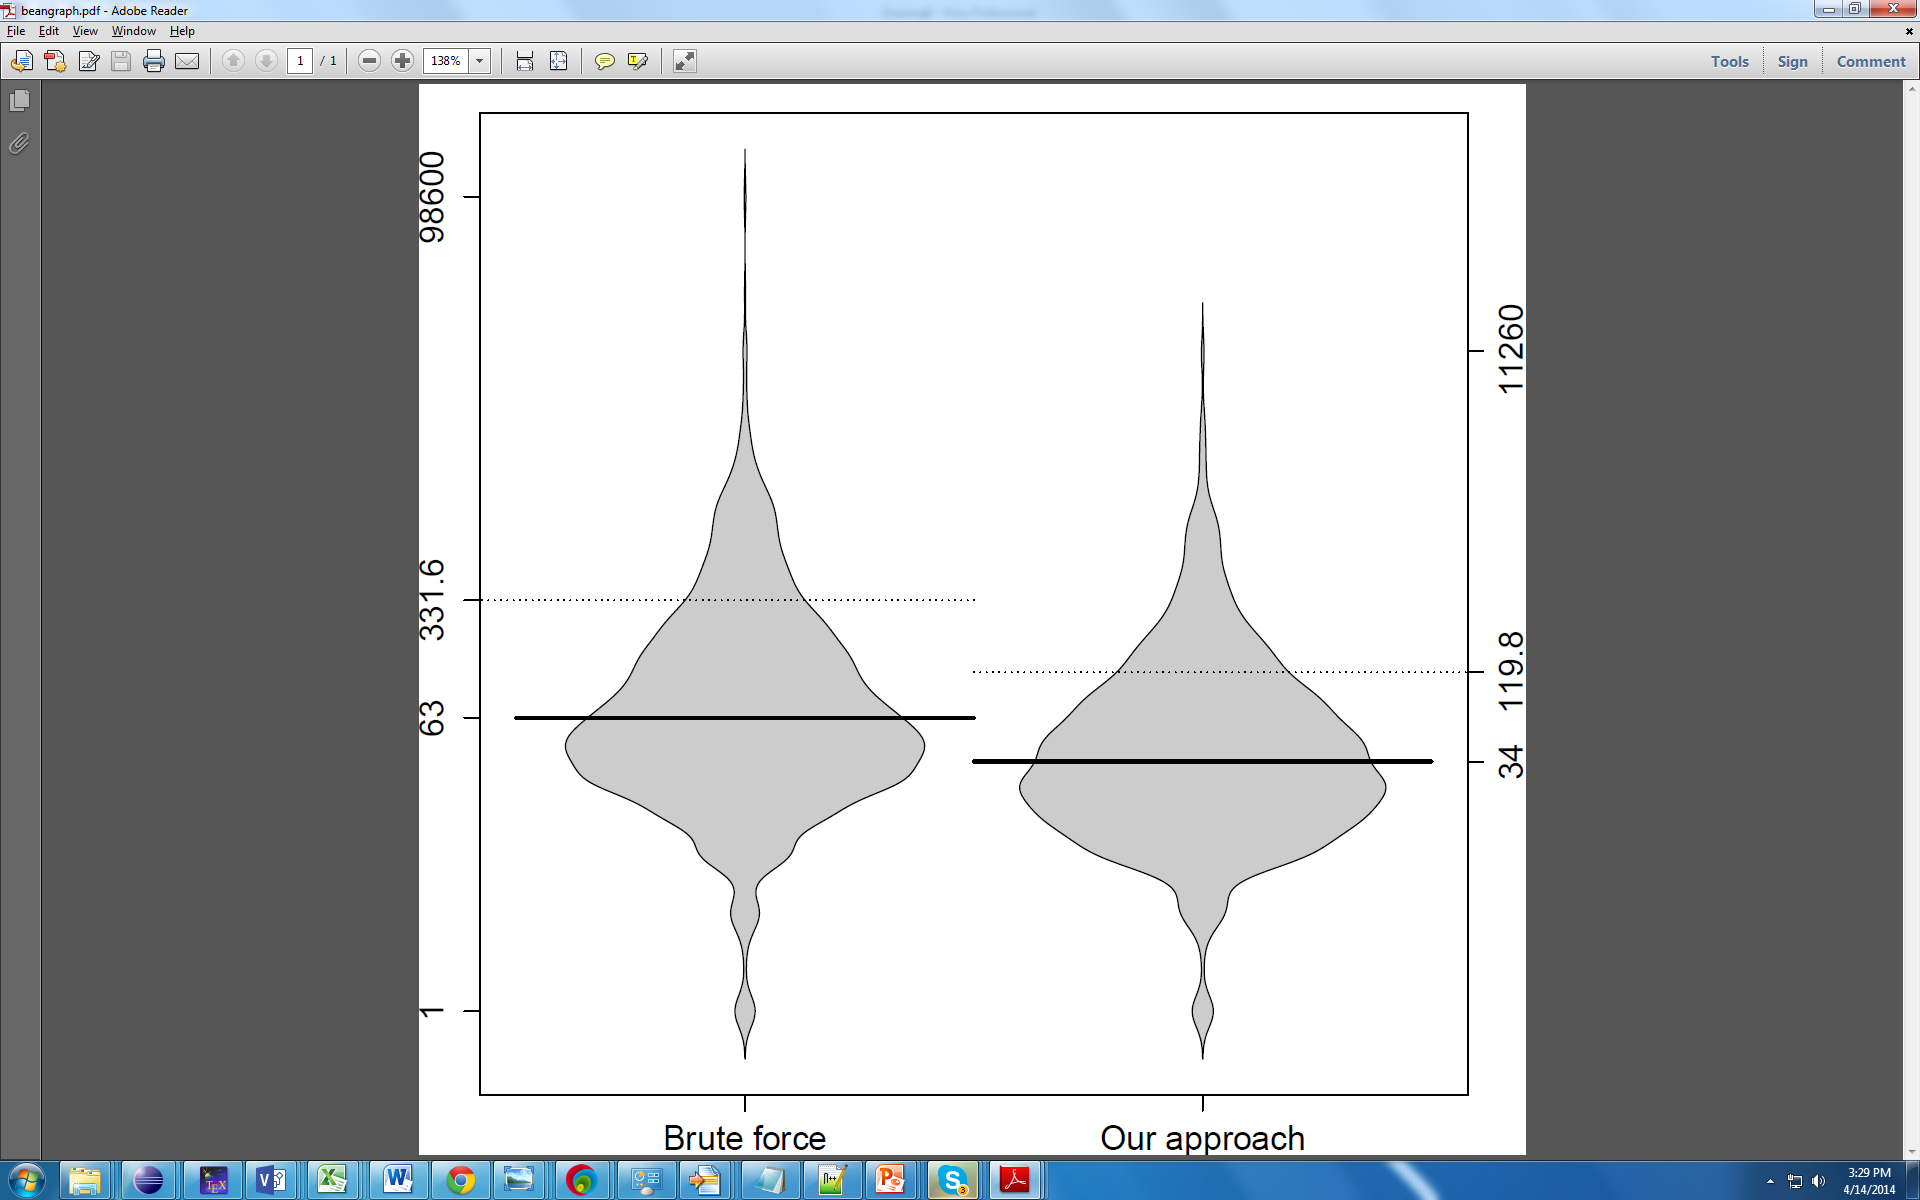 beangraph.pdf - Adobe Reader
File Edit View Window Help
1 / 1 138% Tools Sign Comment
98600
11260
331.6
119.8
63
34
1
Brute force Our approach
3:29 PM
4/14/2014